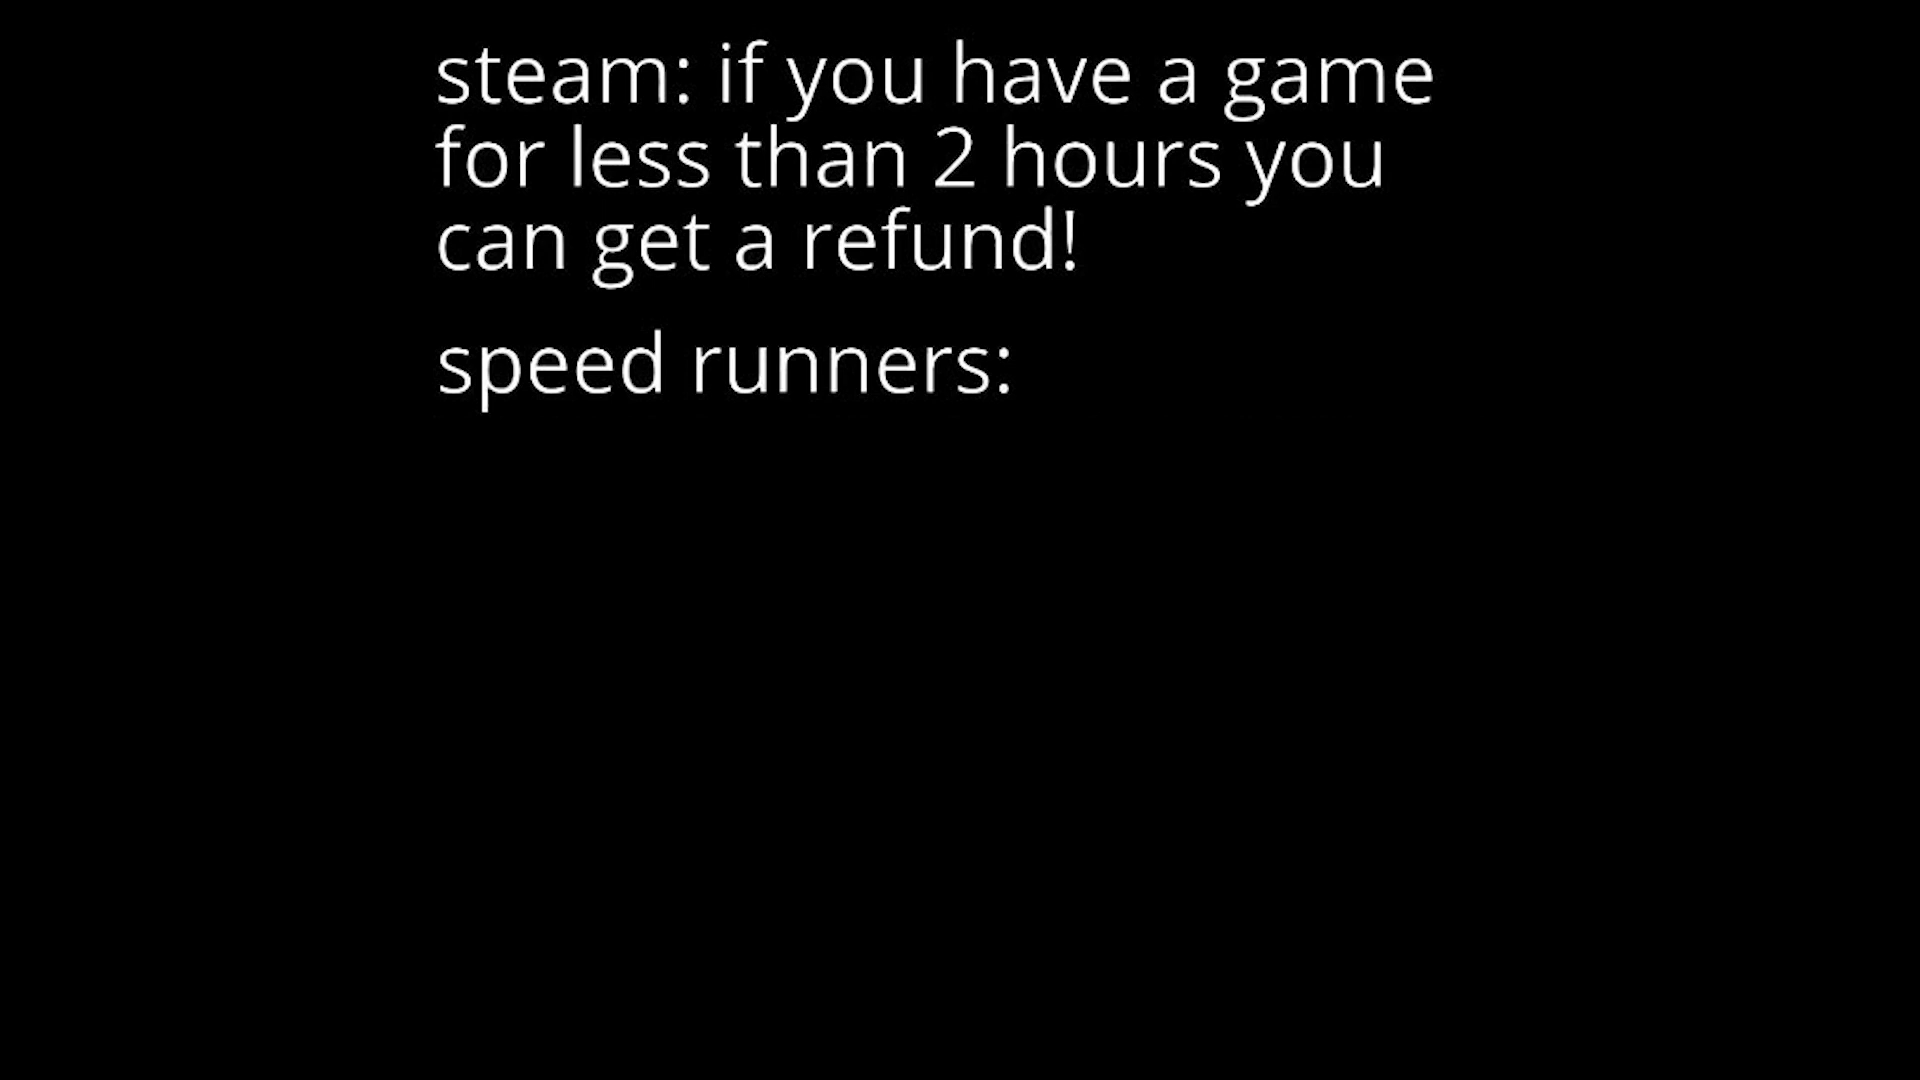 steam: if you have a game
for less than 2 hours you
can get a refund!
speed runners: